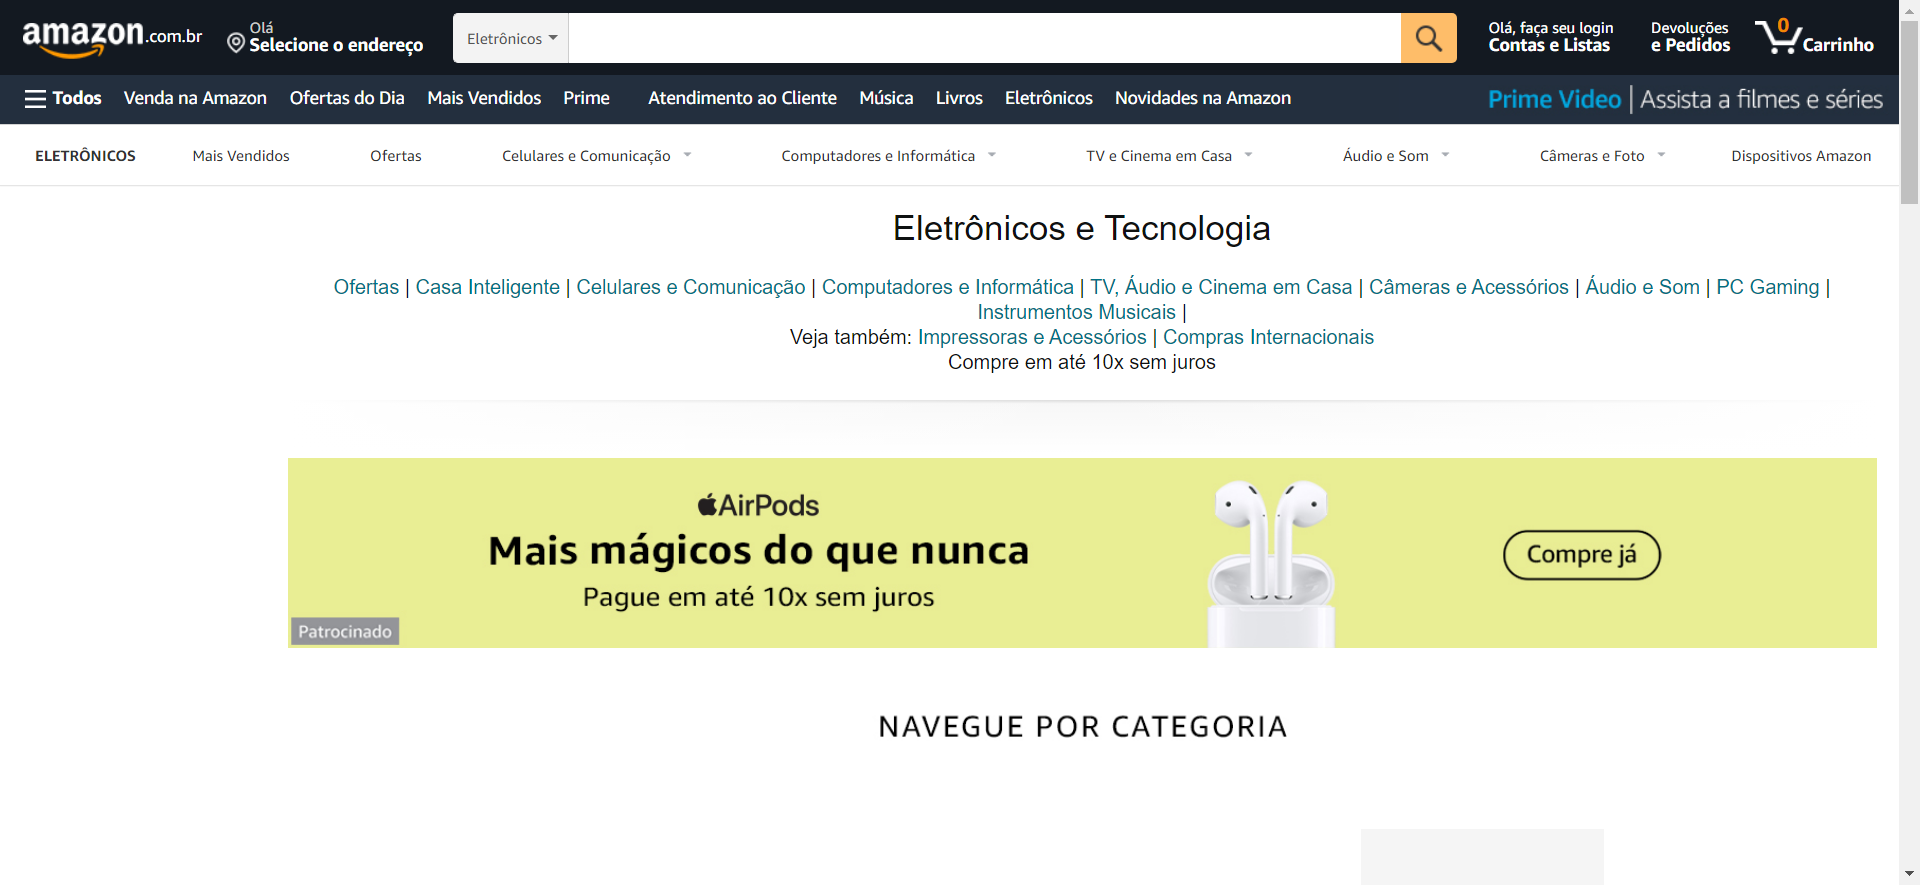 amazon.com.br
Olá
Selecione o endereço
Eletrônicos
Olá, faça seu login
Contas e Listas
Devoluções
e Pedidos
0
Carrinho
Todos Venda na Amazon Ofertas do Dia Mais Vendidos Prime Atendimento ao Cliente Música Livros Eletrônicos Novidades na Amazon Prime Video | Assista a filmes e séries
ELETRÔNICOS Mais Vendidos Ofertas Celulares e Comunicação Computadores e Informática TV e Cinema em Casa Áudio e Som Câmeras e Foto Dispositivos Amazon
Eletrônicos e Tecnologia
Ofertas | Casa Inteligente | Celulares e Comunicação | Computadores e Informática | TV, Áudio e Cinema em Casa | Câmeras e Acessórios | Áudio e Som | PC Gaming |
Instrumentos Musicais |
Veja também: Impressoras e Acessórios | Compras Internacionais
Compre em até 10x sem juros
AirPods
Mais mágicos do que nunca
Pague em até 10x sem juros
Compre já
Patrocinado
NAVEGUE POR CATEGORIA